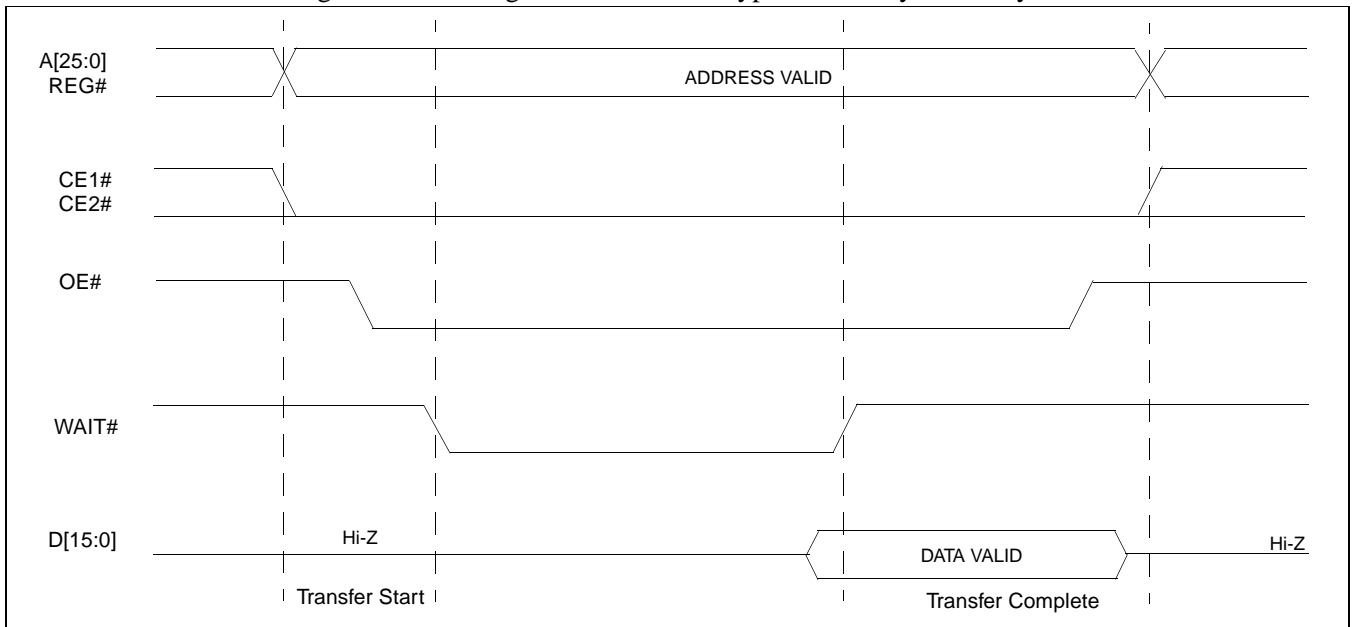 A[25:0]
REG#
ADDRESS VALID
CE1#
CE2#
OE#
WAIT#
D[15:0]
Hi-Z
DATA VALID
Hi-Z
Transfer Start
Transfer Complete